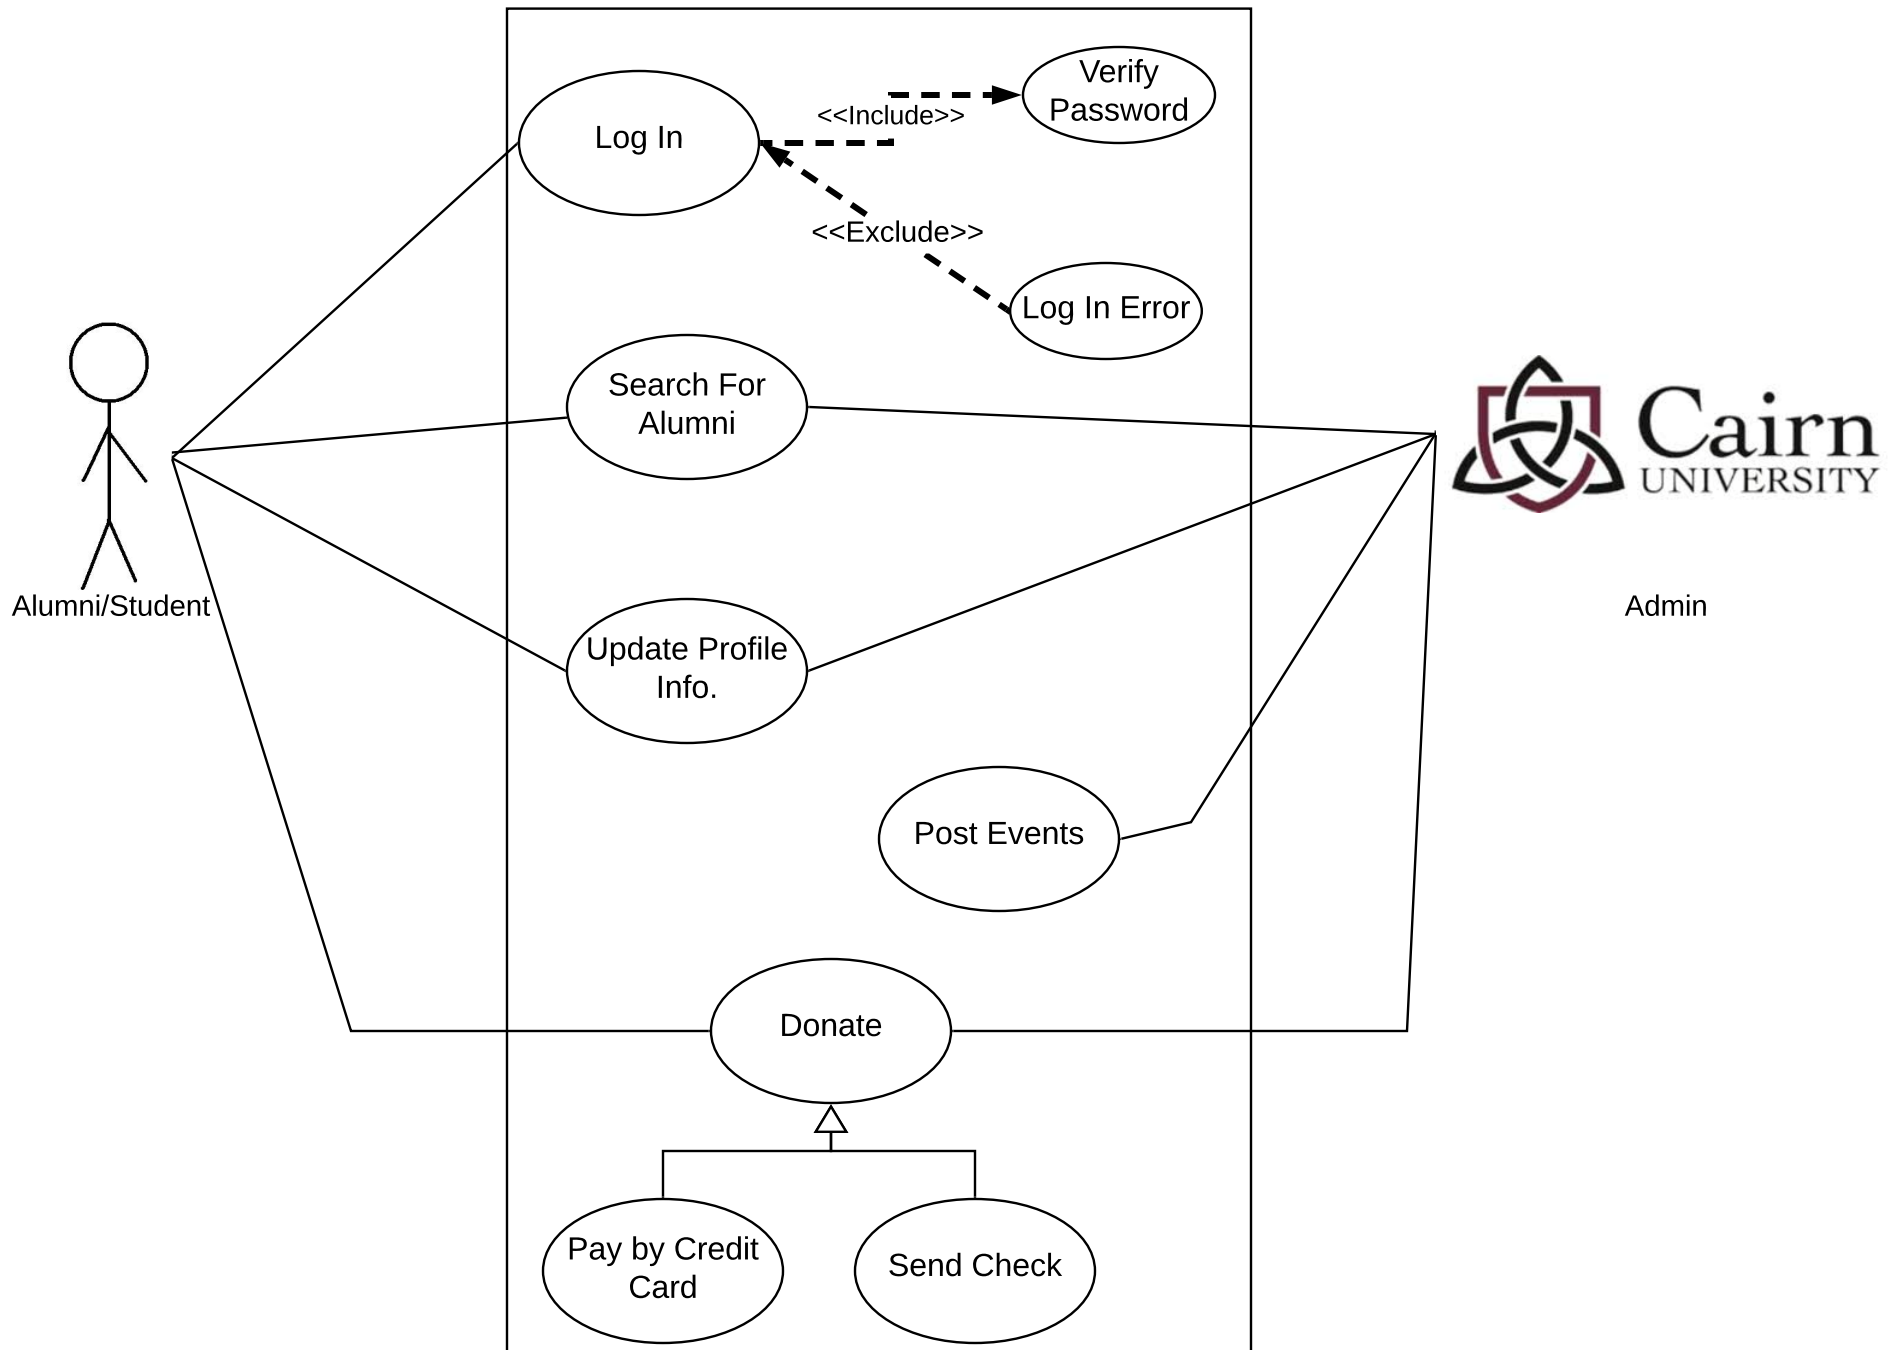 Verify
Password
<<Include>>
Log In
<<Exclude>>
Log In Error
Search For
Alumni
Cairn
UNIVERSITY
Alumni/Student
Admin
Update Profile
Info.
Post Events
Donate
Pay by Credit
Card
Send Check